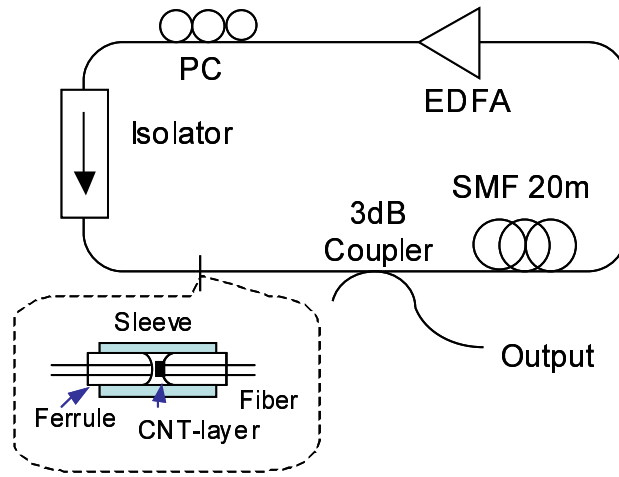 PC
EDFA
Isolator
SMF 20m
3dB
Coupler
Sleeve
Output
Fiber
Ferrule
CNT-layer